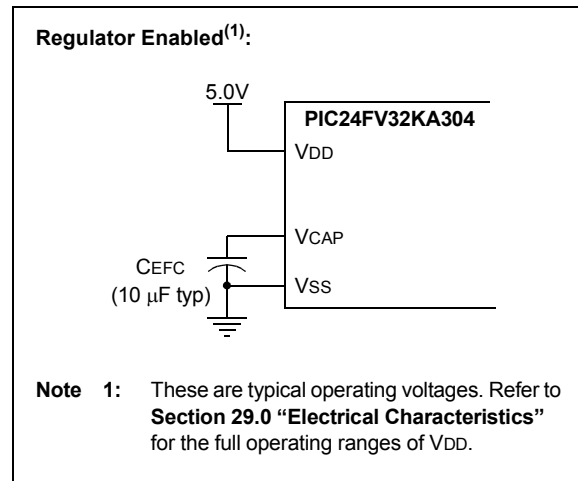 Regulator Enabled(1):
5.0V
PIC24FV32KA304
VDD
VCAP
CEFC
(10 μF typ)
VSS
Note 1: These are typical operating voltages. Refer to
Section 29.0 “Electrical Characteristics”
for the full operating ranges of VDD.